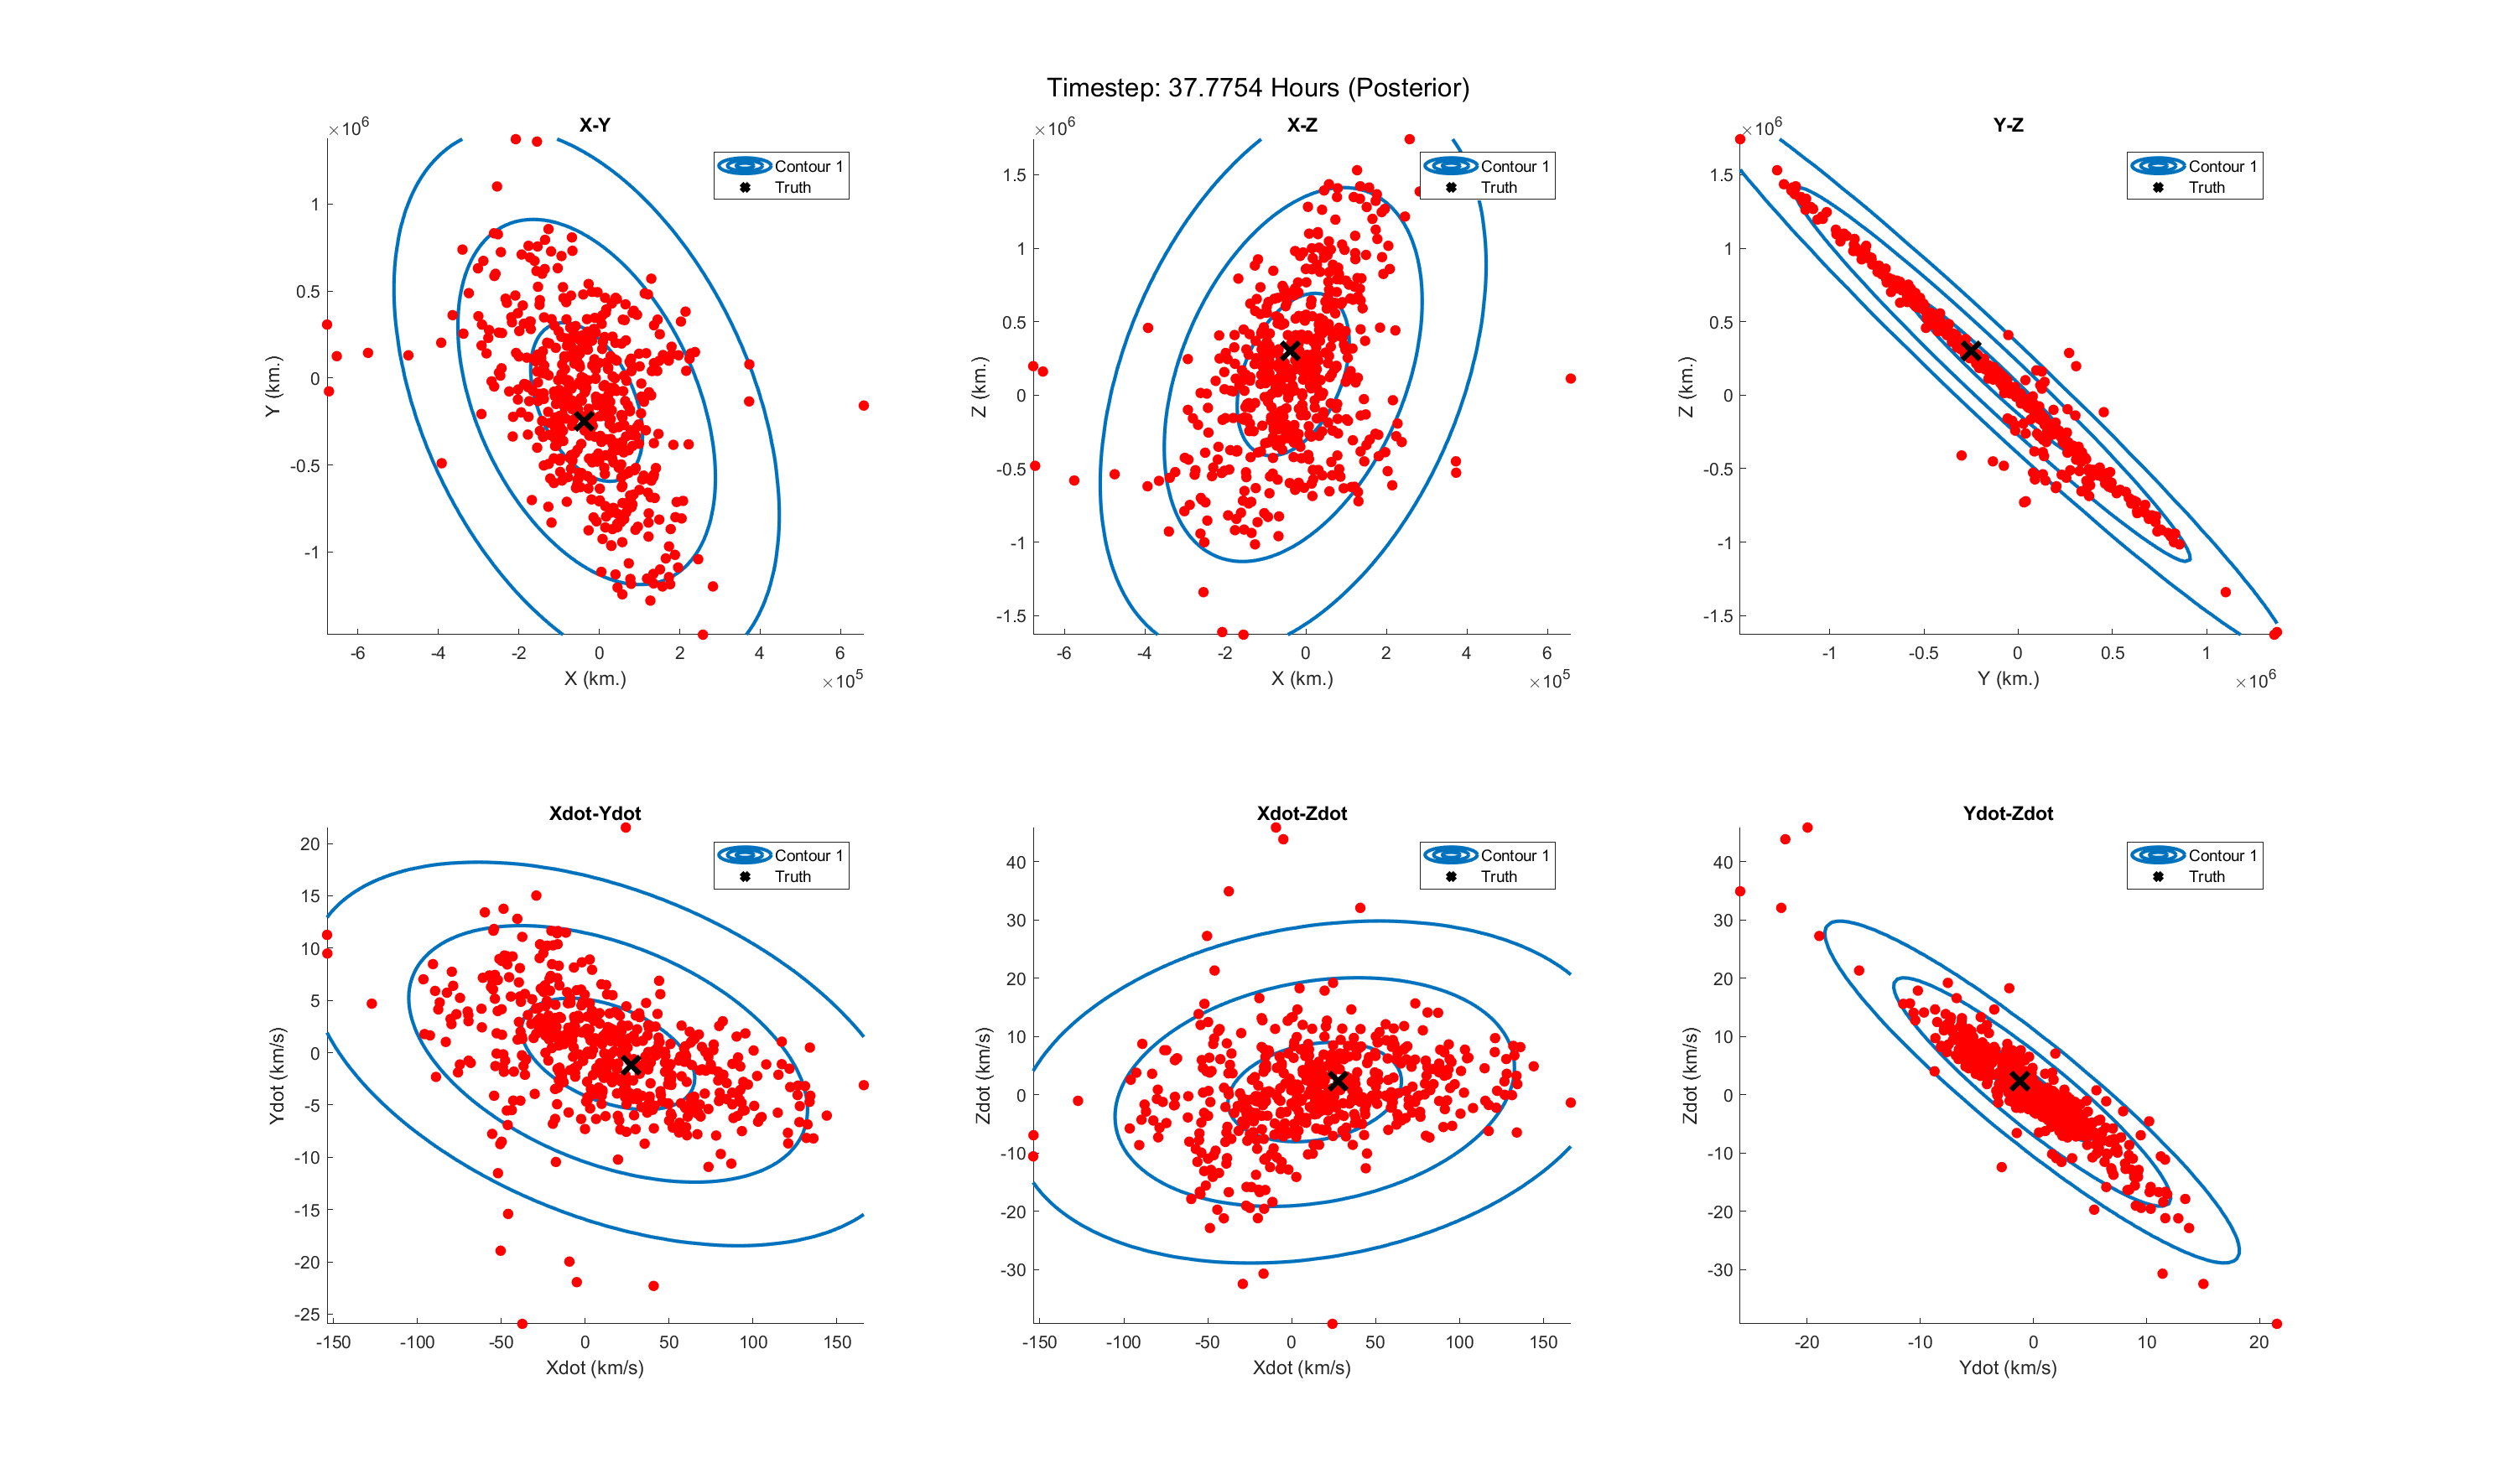 Timestep: 37.7754 Hours (Posterior)
X-Y
×10^6
1
0.5
0
-0.5
-1
Y (km.)
-6 -4 -2 0 2 4 6
X (km.)
×10^5
Contour 1
Truth
X-Z
×10^6
1.5
1
0.5
0
-0.5
-1
-1.5
Z (km.)
-6 -4 -2 0 2 4 6
X (km.)
×10^5
Contour 1
Truth
Y-Z
×10^6
1.5
1
0.5
0
-0.5
-1
-1.5
Z (km.)
-1 -0.5 0 0.5 1
Y (km.)
×10^6
Contour 1
Truth
Xdot-Ydot
20
15
10
5
0
-5
-10
-15
-20
-25
Ydot (km/s)
-150 -100 -50 0 50 100 150
Xdot (km/s)
Contour 1
Truth
Xdot-Zdot
40
30
20
10
0
-10
-20
-30
Zdot (km/s)
-150 -100 -50 0 50 100 150
Xdot (km/s)
Contour 1
Truth
Ydot-Zdot
40
30
20
10
0
-10
-20
-30
Zdot (km/s)
-20 -10 0 10 20
Ydot (km/s)
Contour 1
Truth